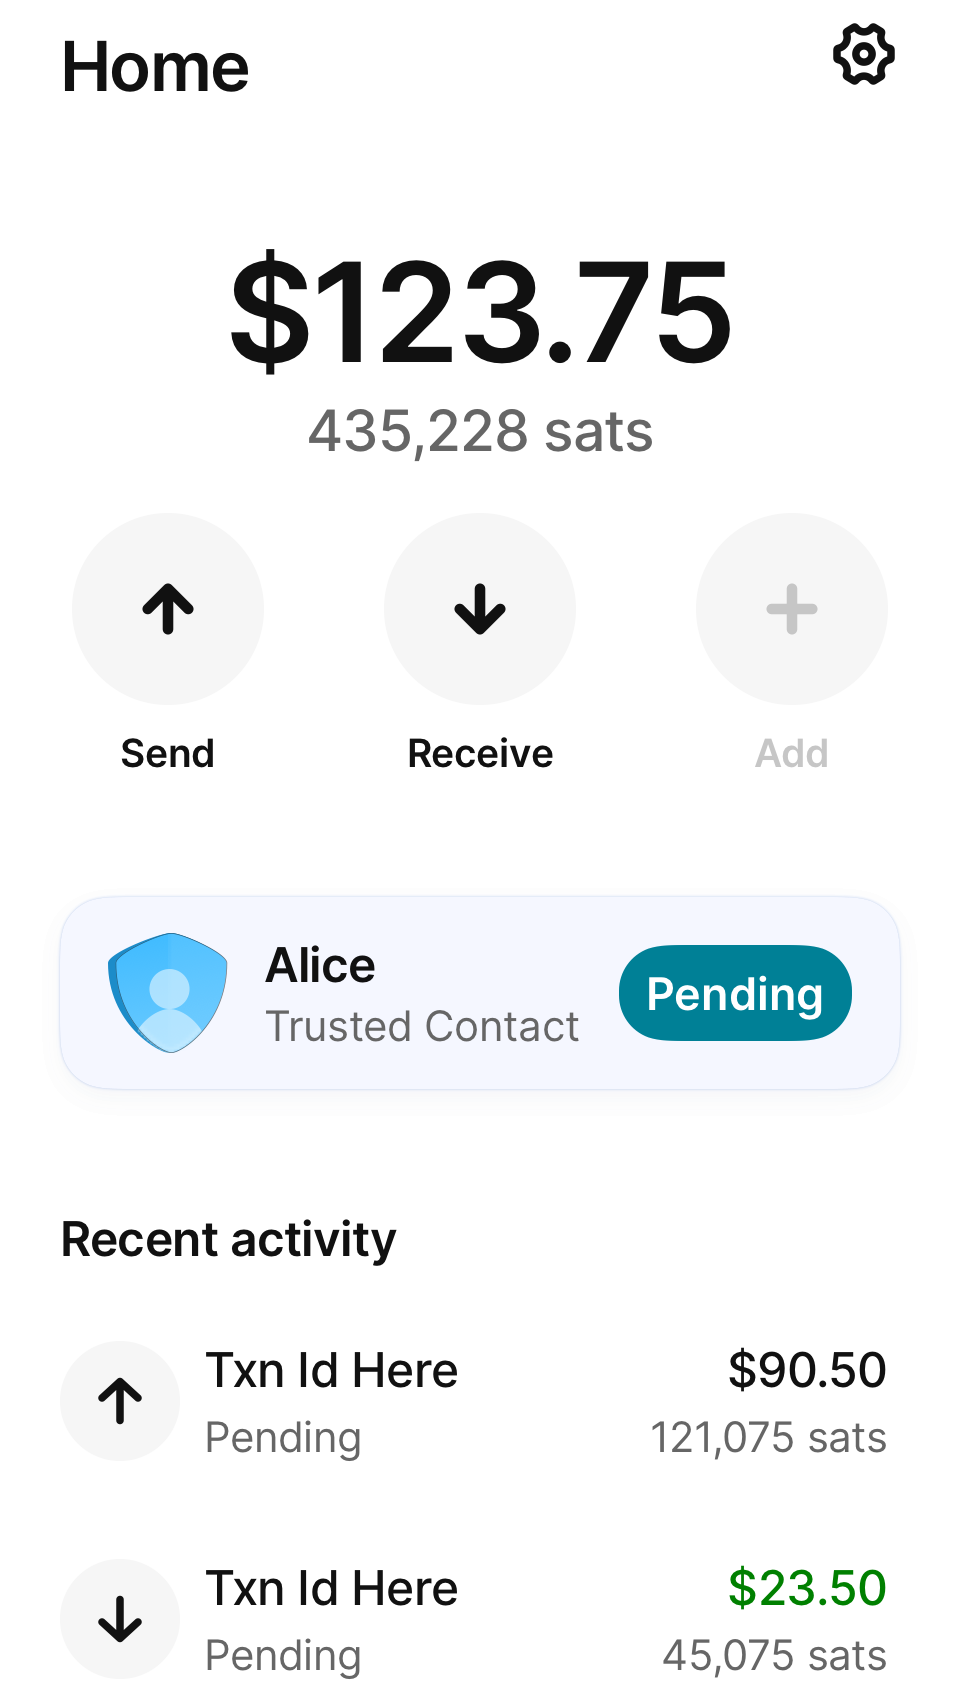 Home
$123.75
435,228 sats
Send
Receive
Add
Alice
Trusted Contact
Pending
Recent activity
Txn Id Here
$90.50
Pending
121,075 sats
Txn Id Here
$23.50
Pending
45,075 sats